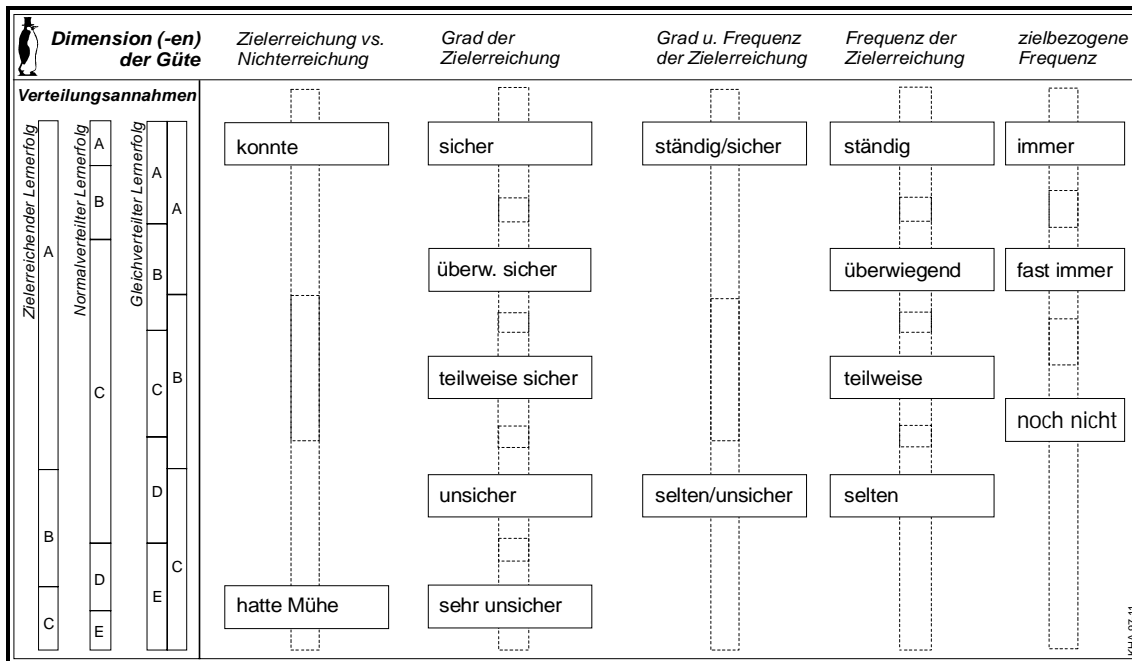 Dimension (-en)
der Güte
Zielerreichung vs.
Nichterreichung
Grad der
Zielerreichung
Grad u. Frequenz
der Zielerreichung
Frequenz der
Zielerreichung
zielbezogene
Frequenz
Verteilungsannahmen
Zielerreichender Lernerfolg
A
B
C
Normalverteilter Lernerfolg
A
B
C
D
E
Gleichverteilter Lernerfolg
A
B
C
D
E
A
B
C
konnte
hatte Mühe
sicher
überw. sicher
teilweise sicher
unsicher
sehr unsicher
ständig/sicher
selten/unsicher
ständig
überwiegend
teilweise
selten
immer
fast immer
noch nicht